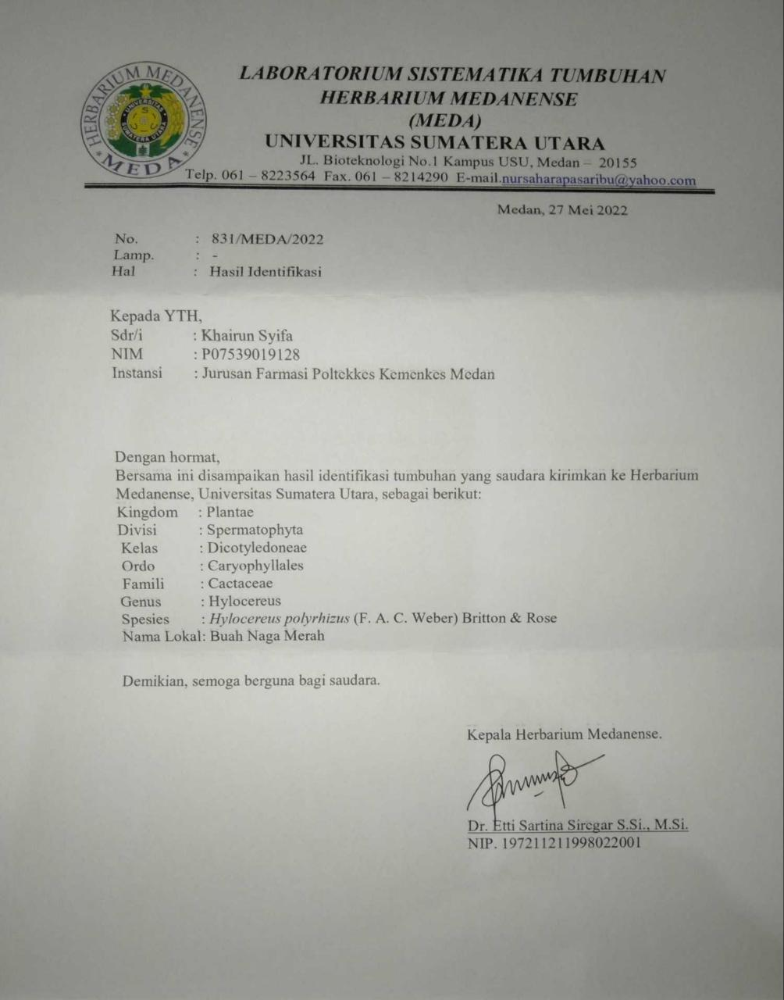 HERBARIUM MEDANENSE
* MEDA *
UNIVERSITAS
SUMATERA UTARA
LABORATORIUM SISTEMATIKA TUMBUHAN
HERBARIUM MEDANENSE
(MEDA)
UNIVERSITAS SUMATERA UTARA
JL. Bioteknologi No.1 Kampus USU, Medan – 20155
Telp. 061 – 8223564 Fax. 061 – 8214290 E-mail.nursaharapasaribu@yahoo.com
Medan, 27 Mei 2022
No. : 831/MEDA/2022
Lamp. : -
Hal : Hasil Identifikasi
Kepada YTH,
Sdr/i : Khairun Syifa
NIM : P07539019128
Instansi : Jurusan Farmasi Poltekkes Kemenkes Medan
Dengan hormat,
Bersama ini disampaikan hasil identifikasi tumbuhan yang saudara kirimkan ke Herbarium
Medanense, Universitas Sumatera Utara, sebagai berikut:
Kingdom : Plantae
Divisi : Spermatophyta
Kelas : Dicotyledoneae
Ordo : Caryophyllales
Famili : Cactaceae
Genus : Hylocereus
Spesies : Hylocereus polyrhizus (F. A. C. Weber) Britton & Rose
Nama Lokal: Buah Naga Merah
Demikian, semoga berguna bagi saudara.
Kepala Herbarium Medanense.
Dr. Etti Sartina Siregar S.Si., M.Si.
NIP. 197211211998022001